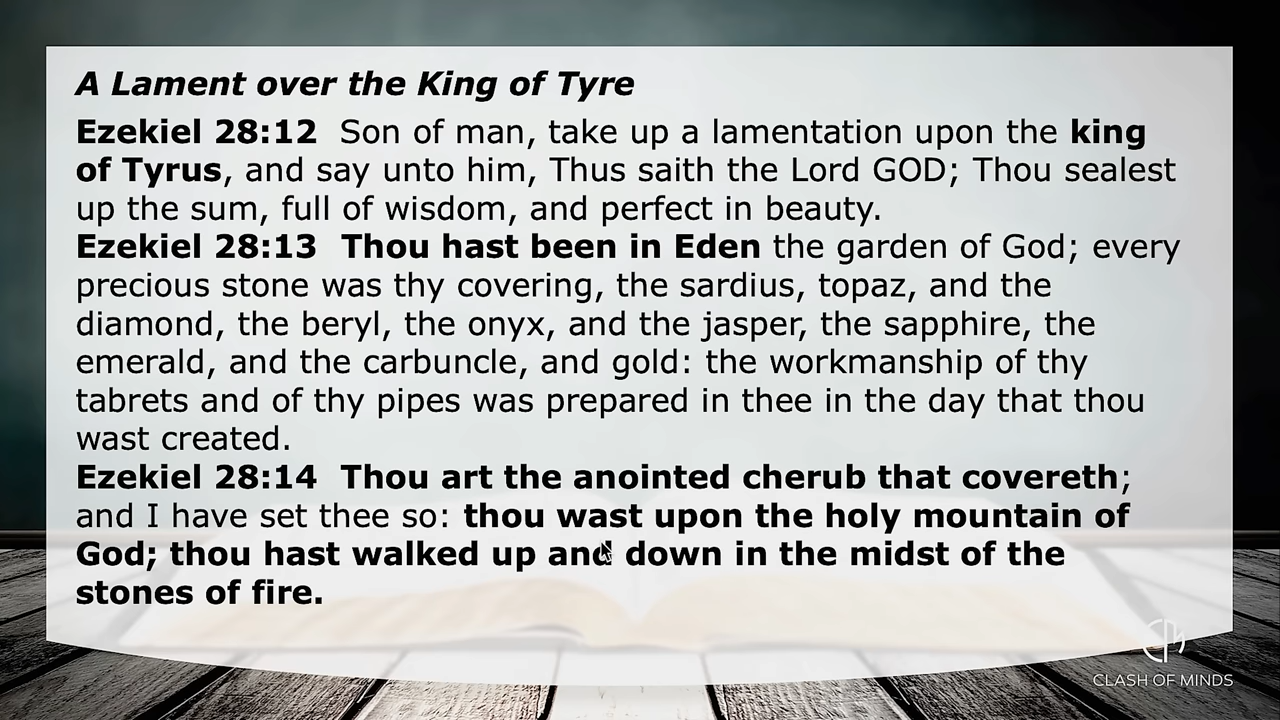 A Lament over the King of Tyre
Ezekiel 28:12  Son of man, take up a lamentation upon the king
of Tyrus, and say unto him, Thus saith the Lord GOD; Thou sealest
up the sum, full of wisdom, and perfect in beauty.
Ezekiel 28:13  Thou hast been in Eden the garden of God; every
precious stone was thy covering, the sardius, topaz, and the
diamond, the beryl, the onyx, and the jasper, the sapphire, the
emerald, and the carbuncle, and gold: the workmanship of thy
tabrets and of thy pipes was prepared in thee in the day that thou
wast created.
Ezekiel 28:14  Thou art the anointed cherub that covereth;
and I have set thee so: thou wast upon the holy mountain of
God; thou hast walked up and down in the midst of the
stones of fire.
CLASH OF MINDS